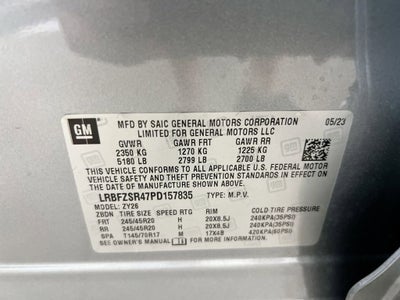 GM
MFD BY SAIC GENERAL MOTORS CORPORATION 05/23
LIMITED FOR GENERAL MOTORS LLC
GVWR GAWR FRT GAWR RR
2350 KG 1270 KG 1225 KG
5180 LB 2799 LB 2700 LB
THIS VEHICLE CONFORMS TO ALL APPLICABLE U.S. FEDERAL MOTOR
VEHICLE SAFETY AND THEFT PREVENTION STANDARDS IN EFFECT
ON THE DATE OF MANUFACTURE SHOWN ABOVE.
LRBFZSR47PD157835 TYPE: M.P.V.
MODEL: ZY26
ZBDN TIRE SIZE SPEED RTG RIM COLD TIRE PRESSURE
FRT 245/45R20 H 20X8.5J 240KPA(35PSI)
RR 245/45R20 H 20X8.5J 240KPA(35PSI)
SPA T145/70R17 M 17X4B 420KPA(60PSI)
SEE OWNER'S MANUAL FOR ADDITIONAL INFORMATION.